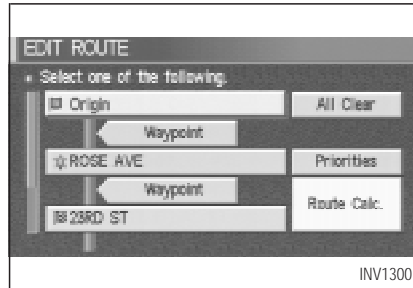 EDIT ROUTE
Select one of the following.
Origin
All Clear
Waypoint
ROSE AVE
Priorities
Waypoint
Route Calc.
23RD ST
INV1300